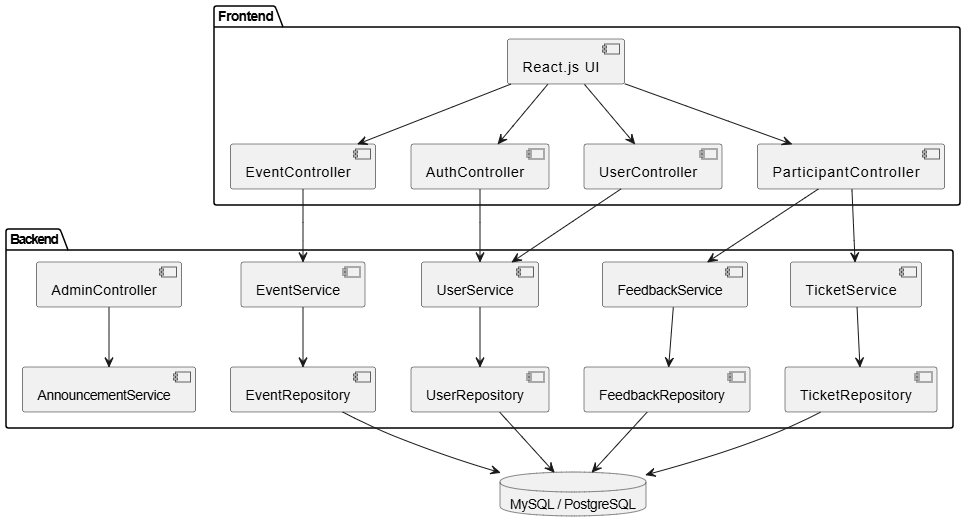 Frontend
React.js UI
EventController
AuthController
UserController
ParticipantController
Backend
AdminController
EventService
UserService
FeedbackService
TicketService
AnnouncementService
EventRepository
UserRepository
FeedbackRepository
TicketRepository
MySQL / PostgreSQL